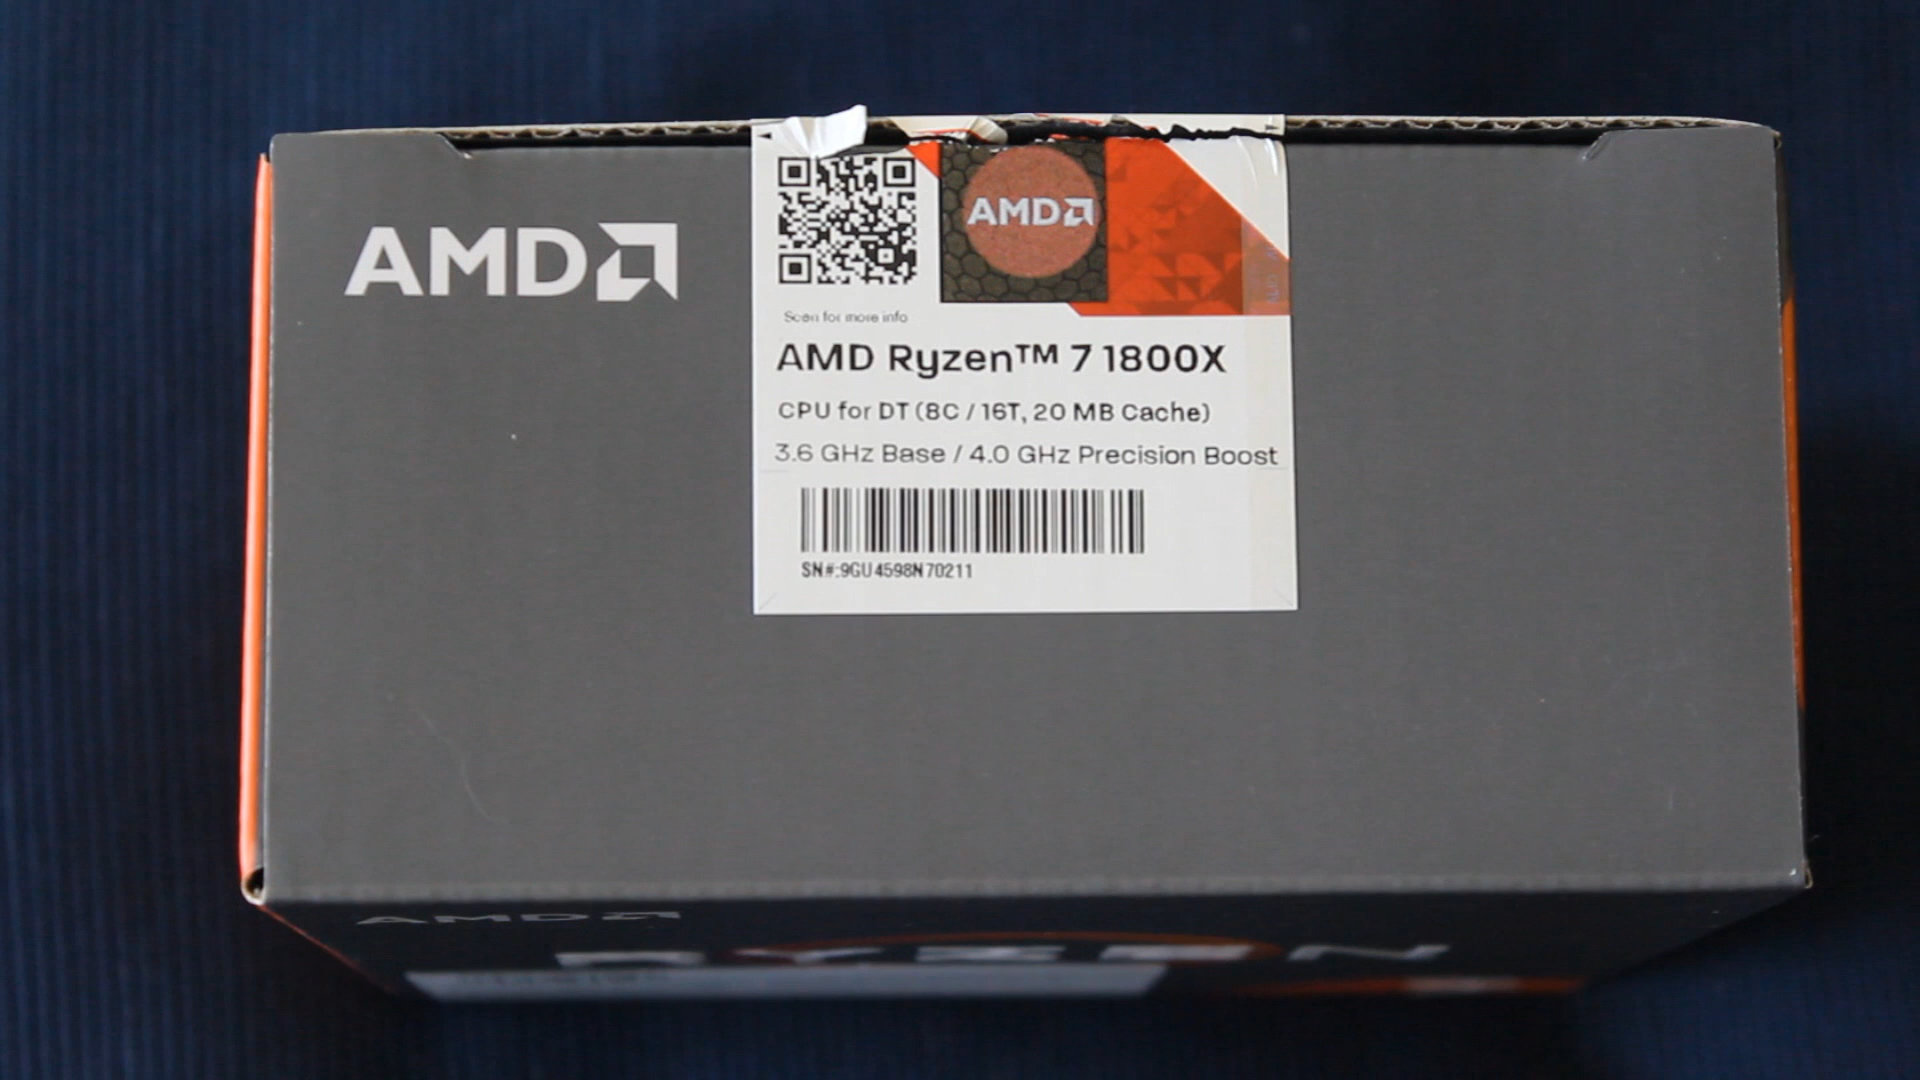 AMD
AMD
Scan for more info
AMD Ryzen™ 7 1800X
CPU for DT (8C / 16T, 20 MB Cache)
3.6 GHz Base / 4.0 GHz Precision Boost
SN#:9GU4598N70211
AMD
RYZEN